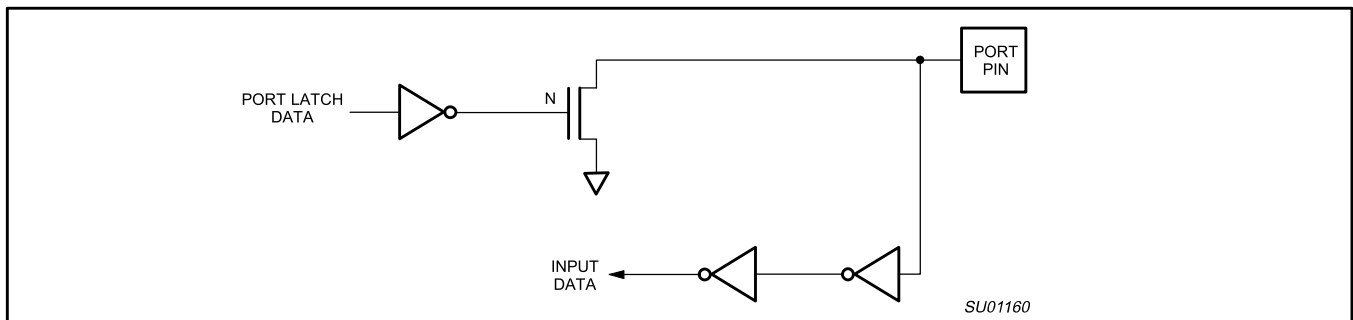 PORT
PIN
PORT LATCH
DATA
N
INPUT
DATA
SU01160